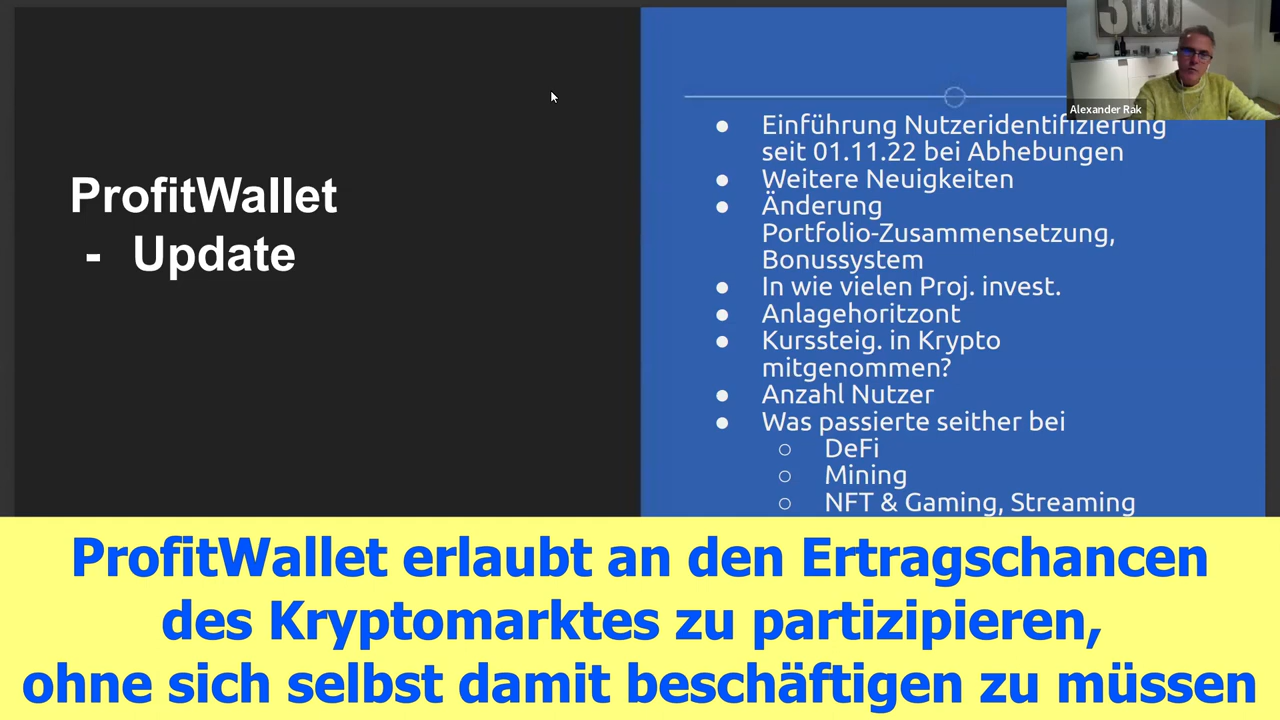 ProfitWallet
- Update
300
Alexander Rak
● Einführung Nutzeridentifizierung
seit 01.11.22 bei Abhebungen
● Weitere Neuigkeiten
● Änderung
Portfolio-Zusammensetzung,
Bonussystem
● In wie vielen Proj. invest.
● Anlagehoritzont
● Kurssteig. in Krypto
mitgenommen?
● Anzahl Nutzer
● Was passierte seither bei
○ DeFi
○ Mining
○ NFT & Gaming, Streaming
ProfitWallet erlaubt an den Ertragschancen
des Kryptomarktes zu partizipieren,
ohne sich selbst damit beschäftigen zu müssen